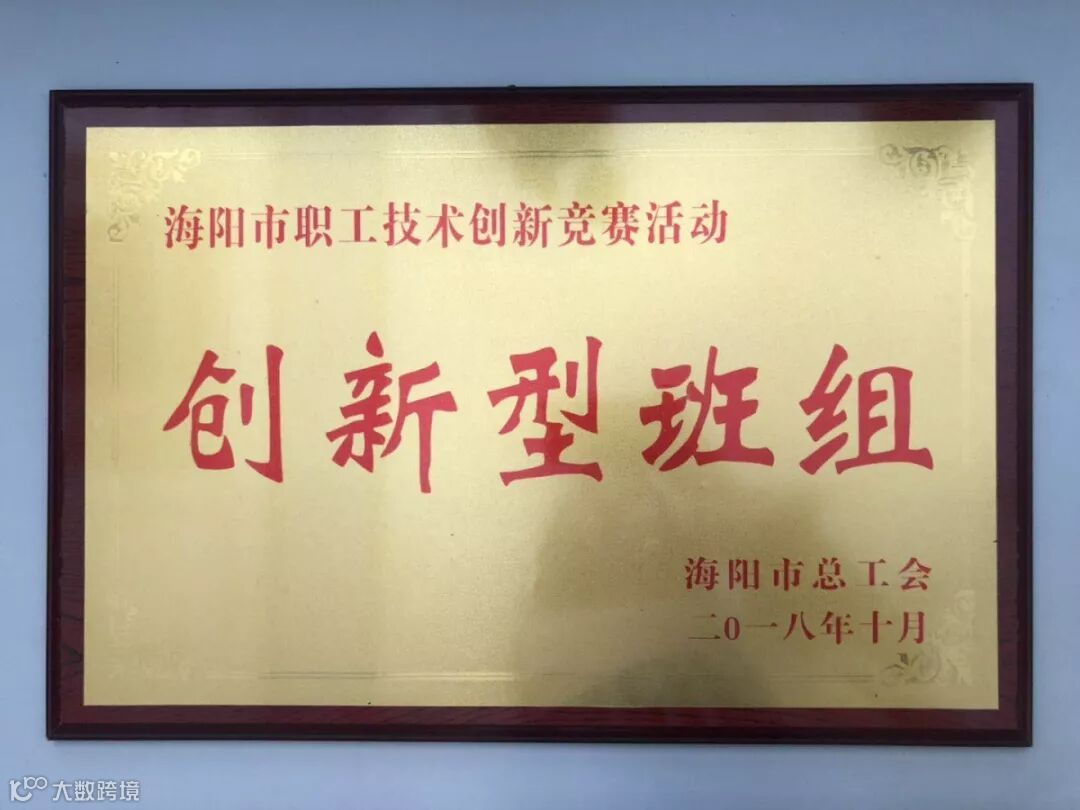 海阳市职工技术创新竞赛活动
创新型班组
海阳市总工会
二0一八年十月
大数跨境